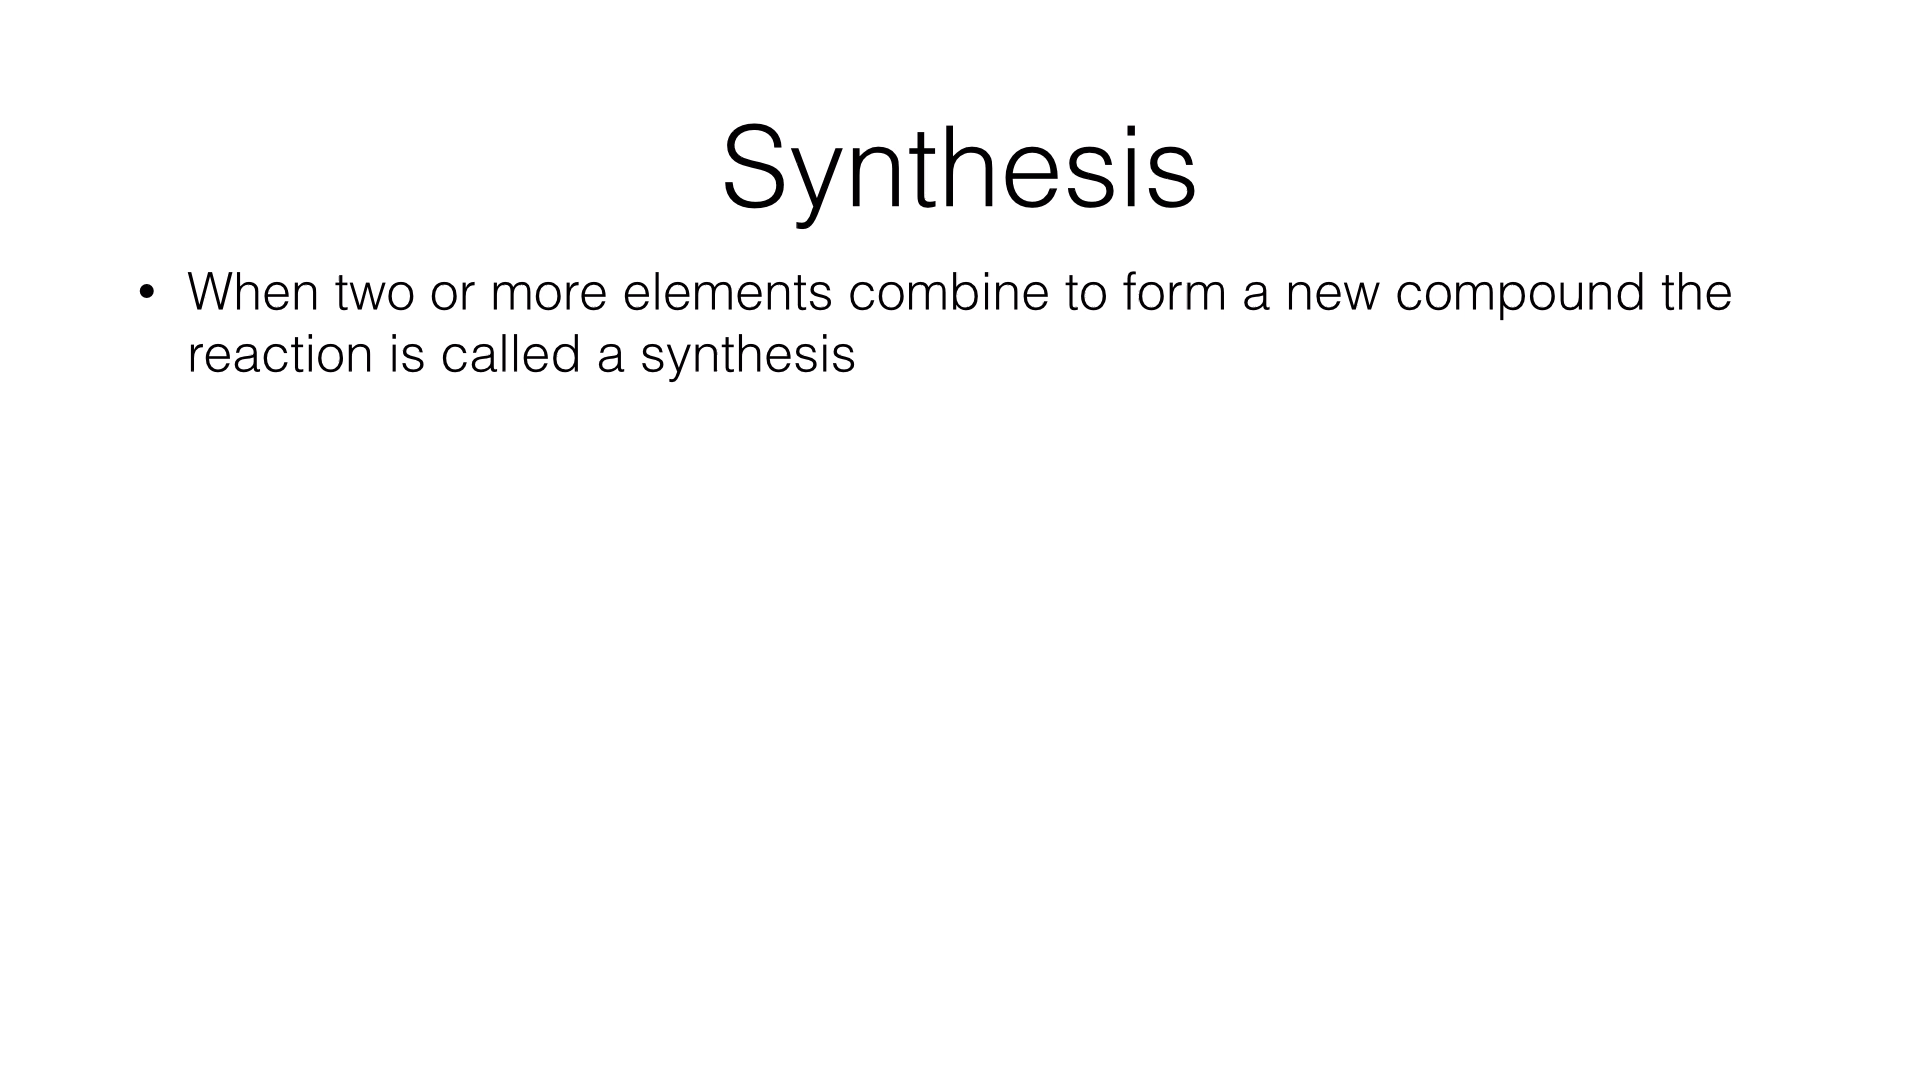 Synthesis
• When two or more elements combine to form a new compound the
reaction is called a synthesis